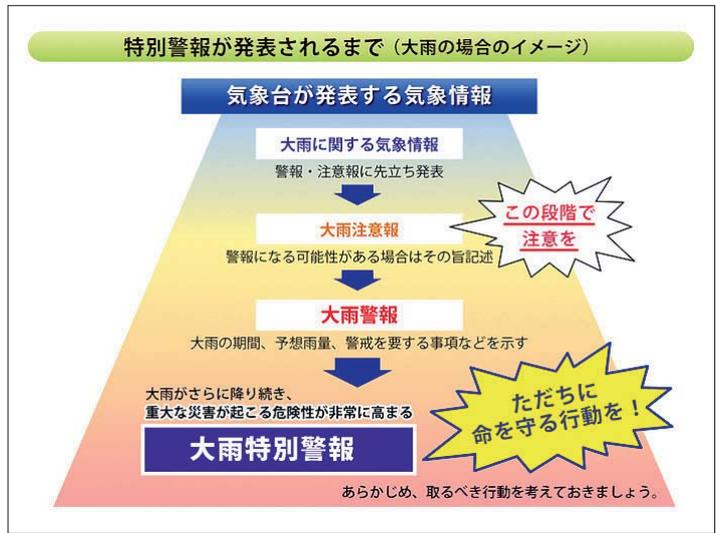 特別警報が発表されるまで（大雨の場合のイメージ）
気象台が発表する気象情報
大雨に関する気象情報
警報・注意報に先立ち発表
大雨注意報
警報になる可能性がある場合はその旨記述
この段階で
注意を
大雨警報
大雨の期間、予想雨量、警戒を要する事項などを示す
大雨がさらに降り続き、
重大な災害が起こる危険性が非常に高まる
大雨特別警報
ただちに
命を守る行動を！
あらかじめ、取るべき行動を考えておきましょう。